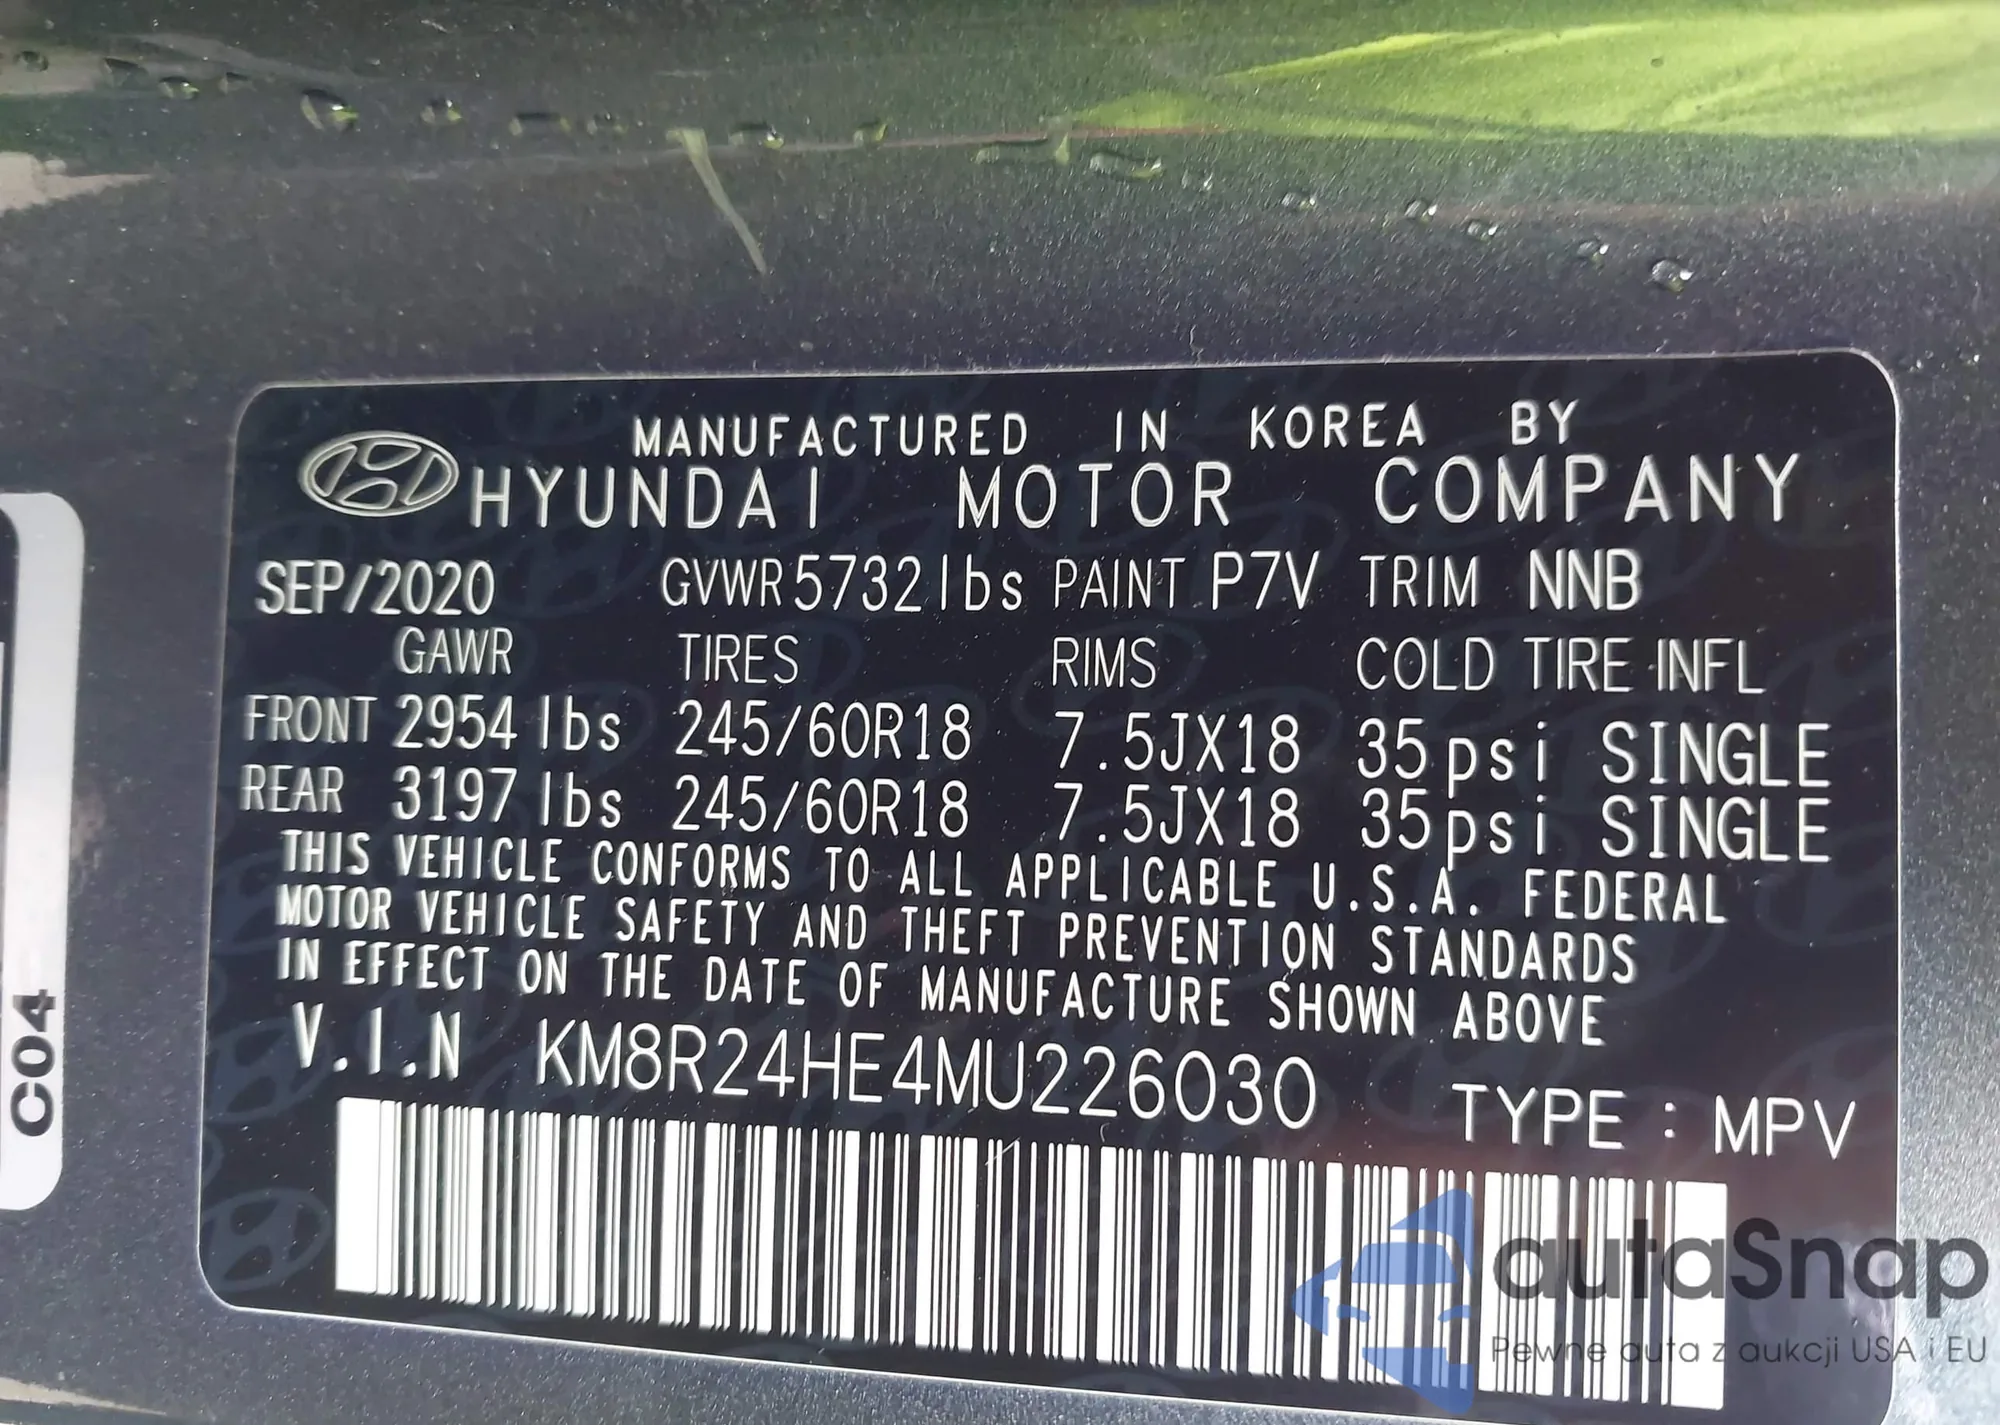 MANUFACTURED IN KOREA BY
HYUNDAI MOTOR COMPANY
SEP/2020 GVWR 5732 lbs PAINT P7V TRIM NNB
GAWR TIRES RIMS COLD TIRE INFL
FRONT 2954 lbs 245/60R18 7.5JX18 35psi SINGLE
REAR 3197 lbs 245/60R18 7.5JX18 35psi SINGLE
THIS VEHICLE CONFORMS TO ALL APPLICABLE U.S.A. FEDERAL
MOTOR VEHICLE SAFETY AND THEFT PREVENTION STANDARDS
IN EFFECT ON THE DATE OF MANUFACTURE SHOWN ABOVE
V.I.N KM8R24HE4MU226030
TYPE : MPV
C04
autaSnap
Pewne auta z aukcji USA i EU